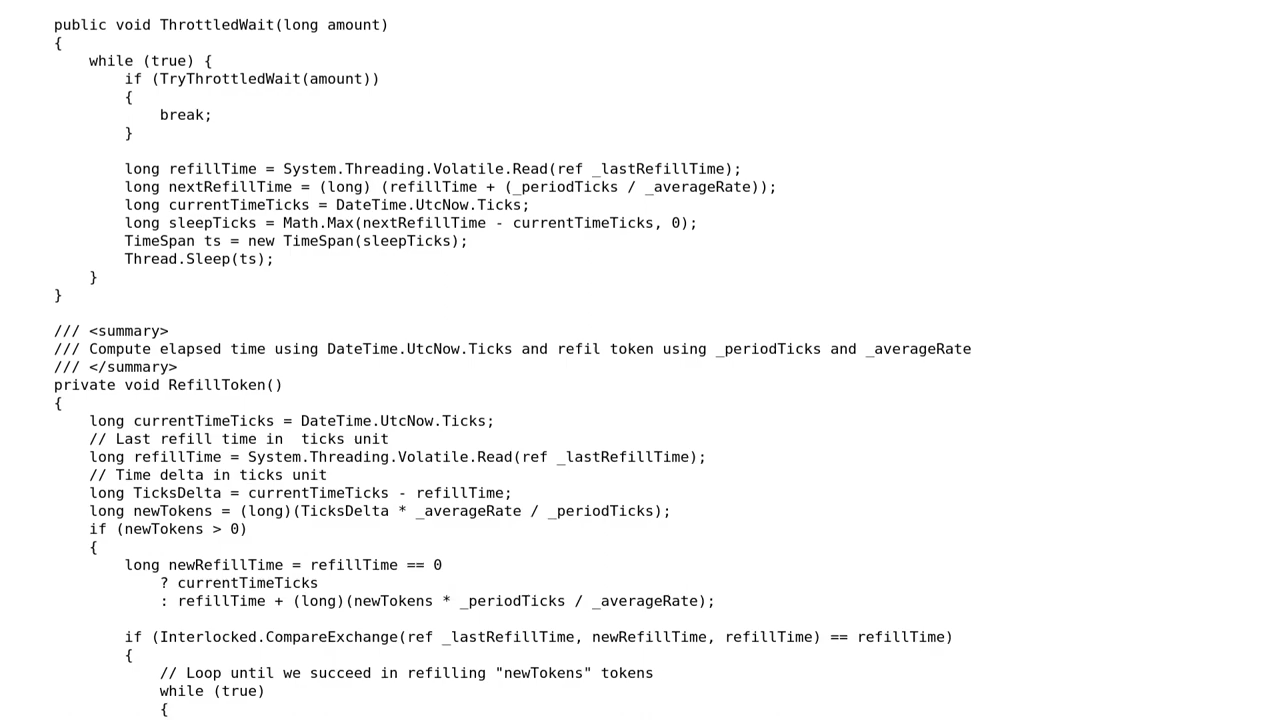 public void ThrottledWait(long amount)
{
while (true) {
if (TryThrottledWait(amount))
{
break;
}
long refillTime = System.Threading.Volatile.Read(ref _lastRefillTime);
long nextRefillTime = (long) (refillTime + (_periodTicks / _averageRate));
long currentTimeTicks = DateTime.UtcNow.Ticks;
long sleepTicks = Math.Max(nextRefillTime - currentTimeTicks, 0);
TimeSpan ts = new TimeSpan(sleepTicks);
Thread.Sleep(ts);
}
}
/// <summary>
/// Compute elapsed time using DateTime.UtcNow.Ticks and refil token using _periodTicks and _averageRate
/// </summary>
private void RefillToken()
{
long currentTimeTicks = DateTime.UtcNow.Ticks;
// Last refill time in  ticks unit
long refillTime = System.Threading.Volatile.Read(ref _lastRefillTime);
// Time delta in ticks unit
long TicksDelta = currentTimeTicks - refillTime;
long newTokens = (long)(TicksDelta * _averageRate / _periodTicks);
if (newTokens > 0)
{
long newRefillTime = refillTime == 0
? currentTimeTicks
: refillTime + (long)(newTokens * _periodTicks / _averageRate);
if (Interlocked.CompareExchange(ref _lastRefillTime, newRefillTime, refillTime) == refillTime)
{
// Loop until we succeed in refilling "newTokens" tokens
while (true)
{